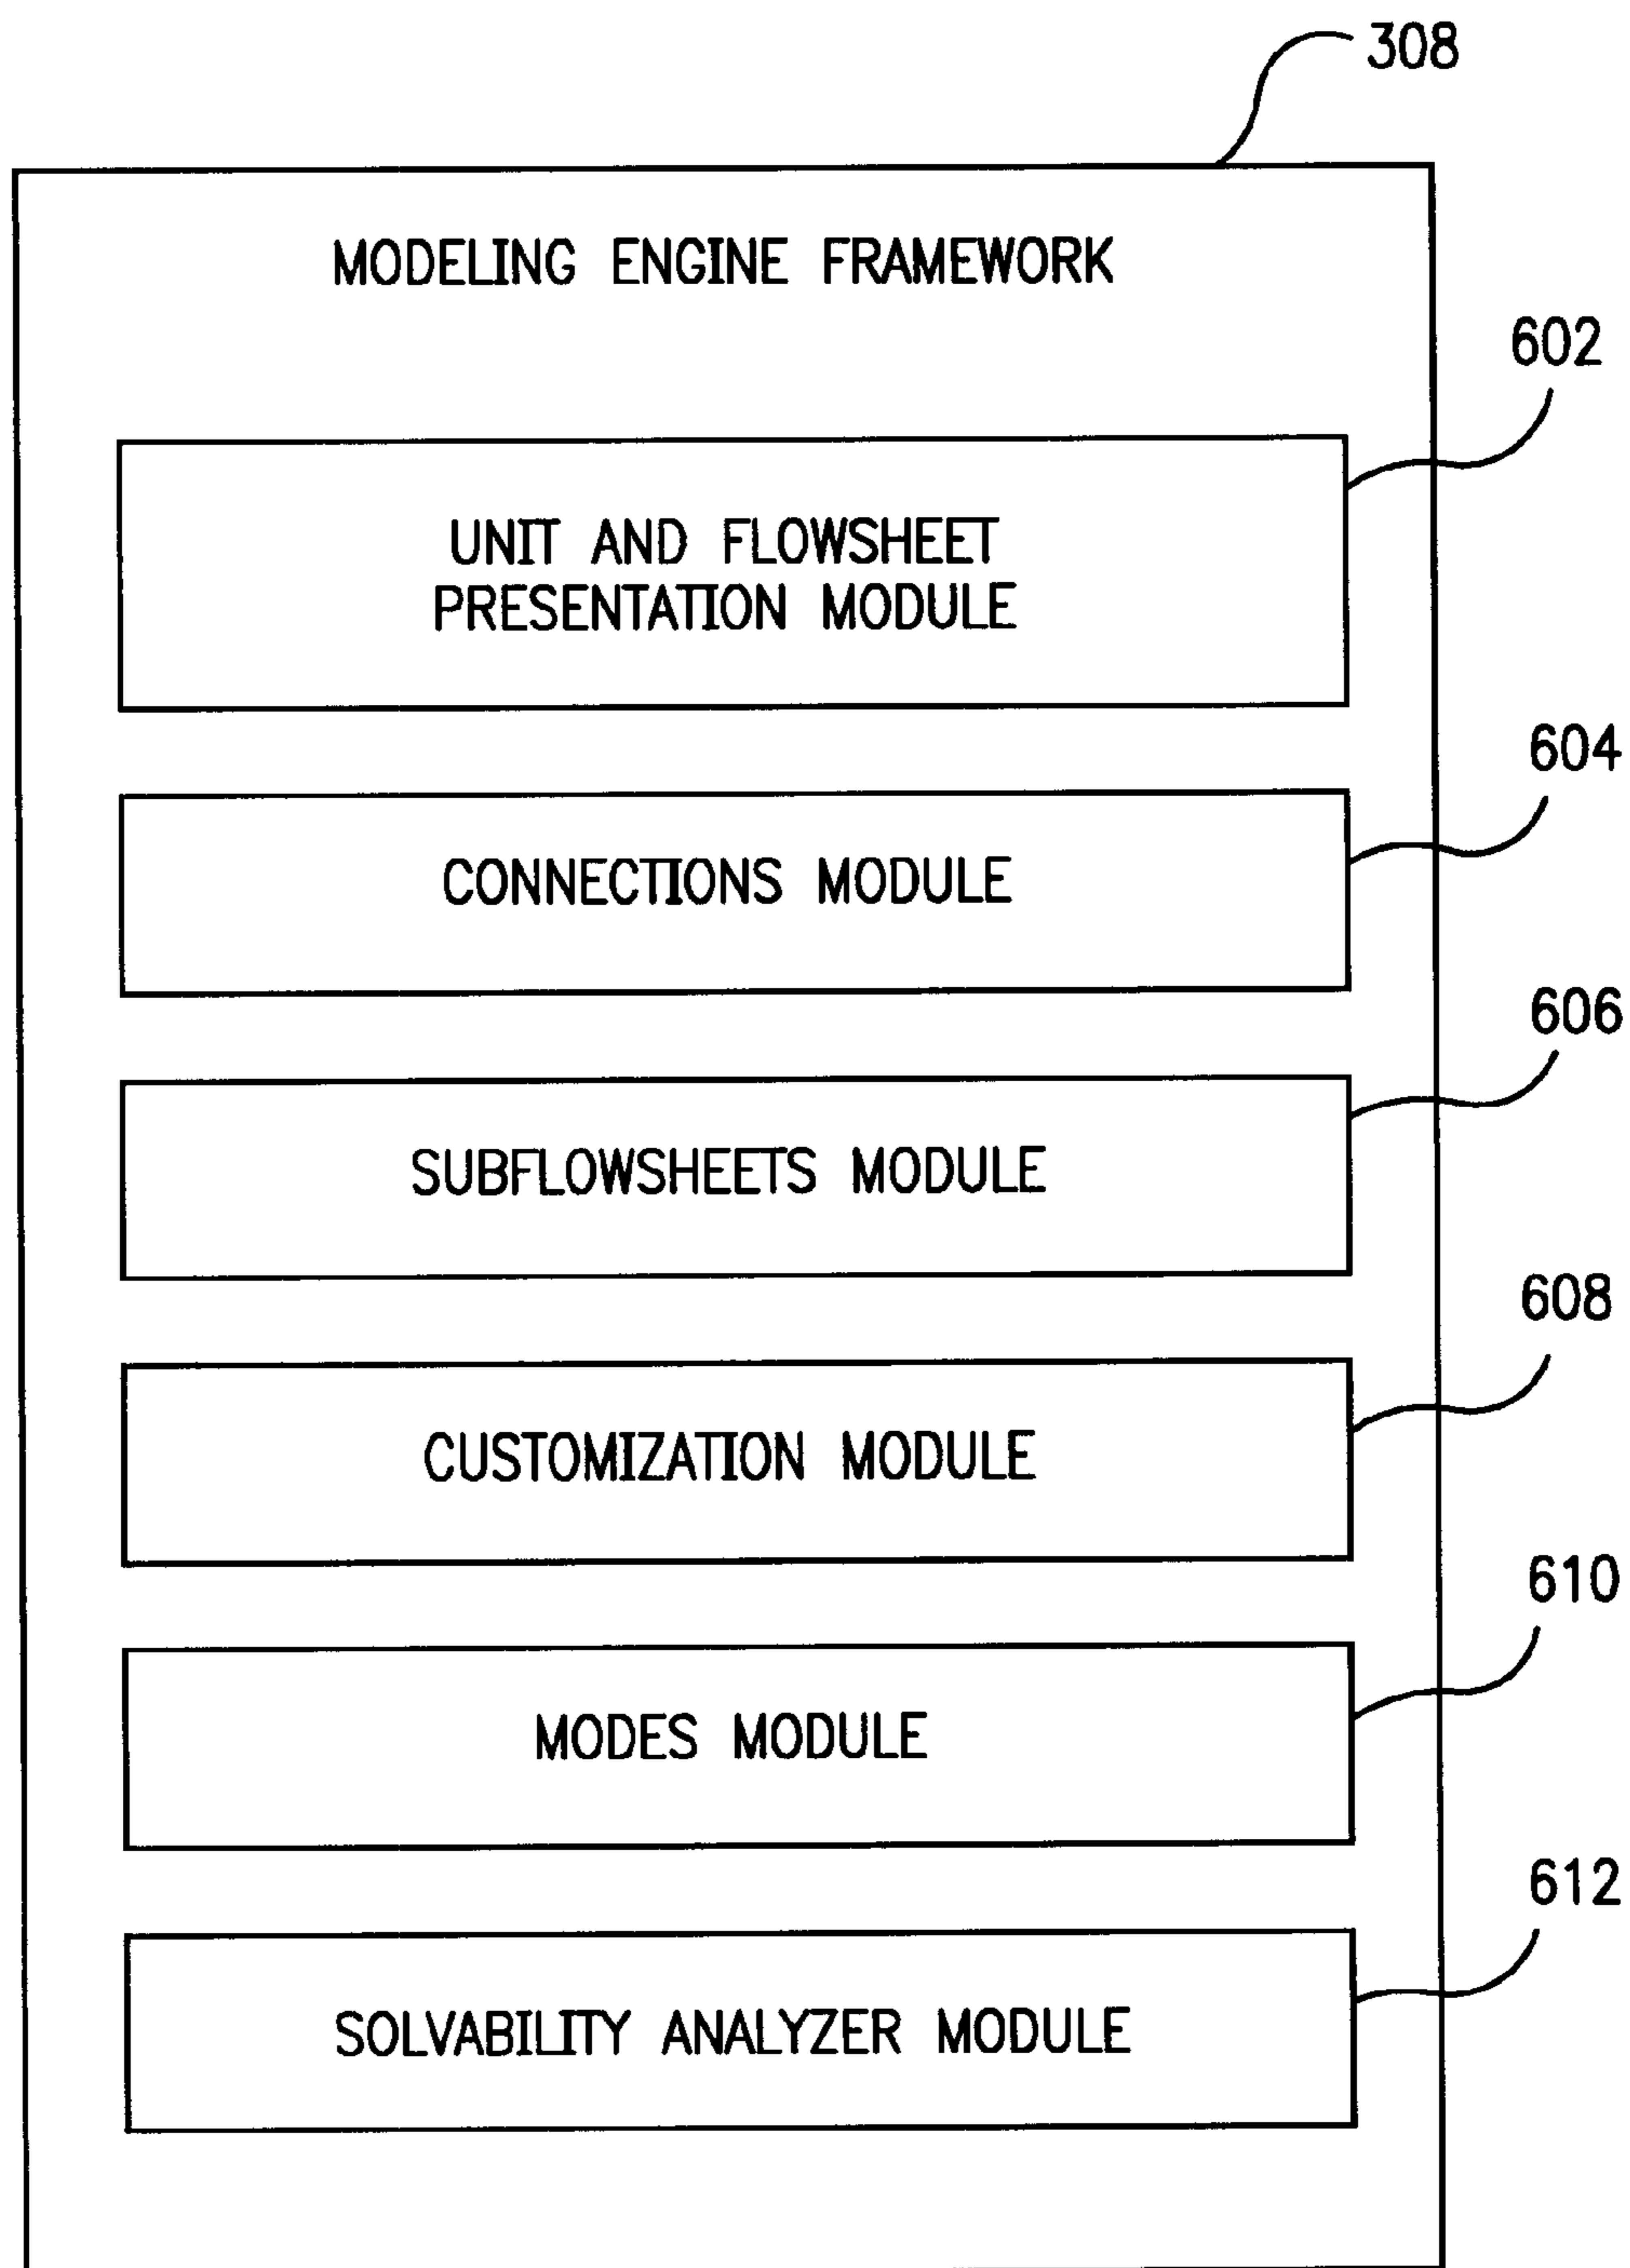 308
MODELING ENGINE FRAMEWORK
602
UNIT AND FLOWSHEET
PRESENTATION MODULE
604
CONNECTIONS MODULE
606
SUBFLOWSHEETS MODULE
608
CUSTOMIZATION MODULE
610
MODES MODULE
612
SOLVABILITY ANALYZER MODULE